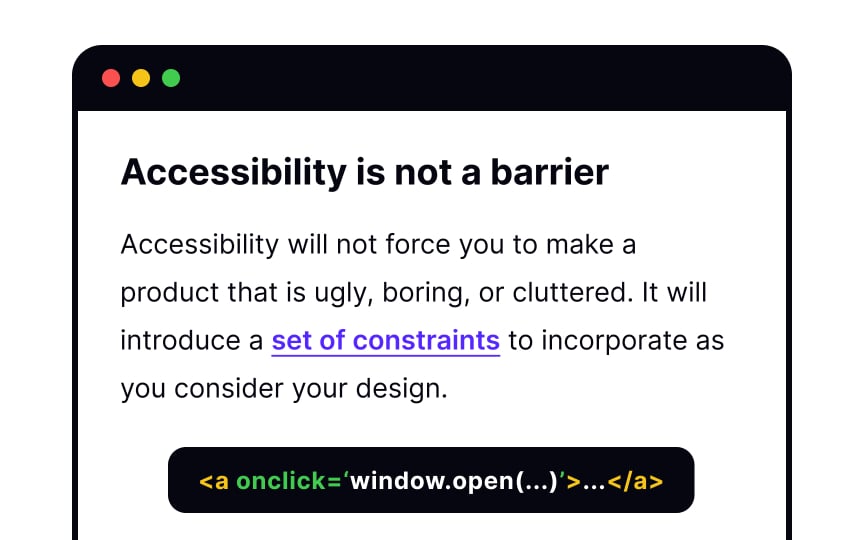 Accessibility is not a barrier
Accessibility will not force you to make a
product that is ugly, boring, or cluttered. It will
introduce a set of constraints to incorporate as
you consider your design.
<a onclick=‘window.open(...)’>...</a>